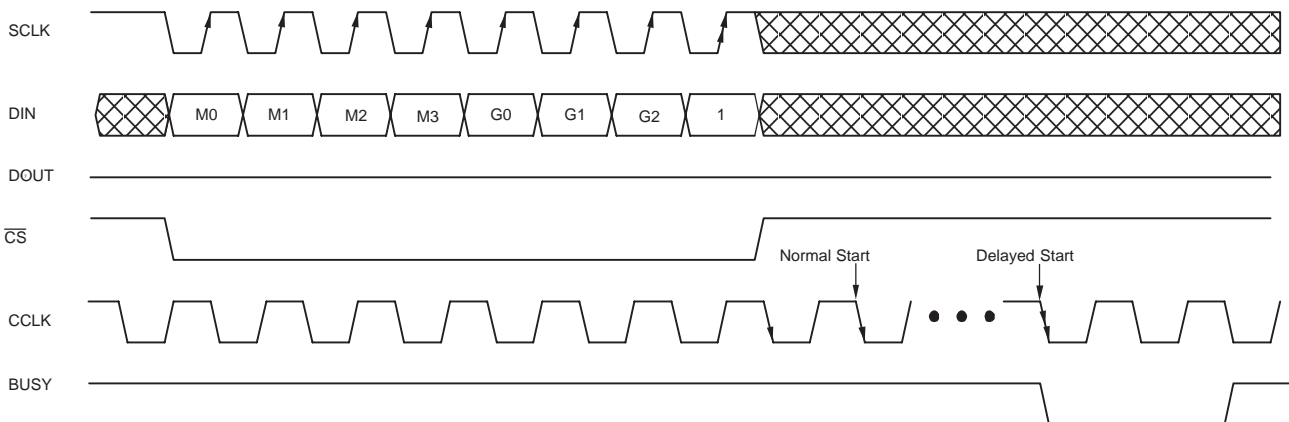 SCLK
DIN
M0 M1 M2 M3 G0 G1 G2 1
DOUT
CS
Normal Start Delayed Start
CCLK
BUSY